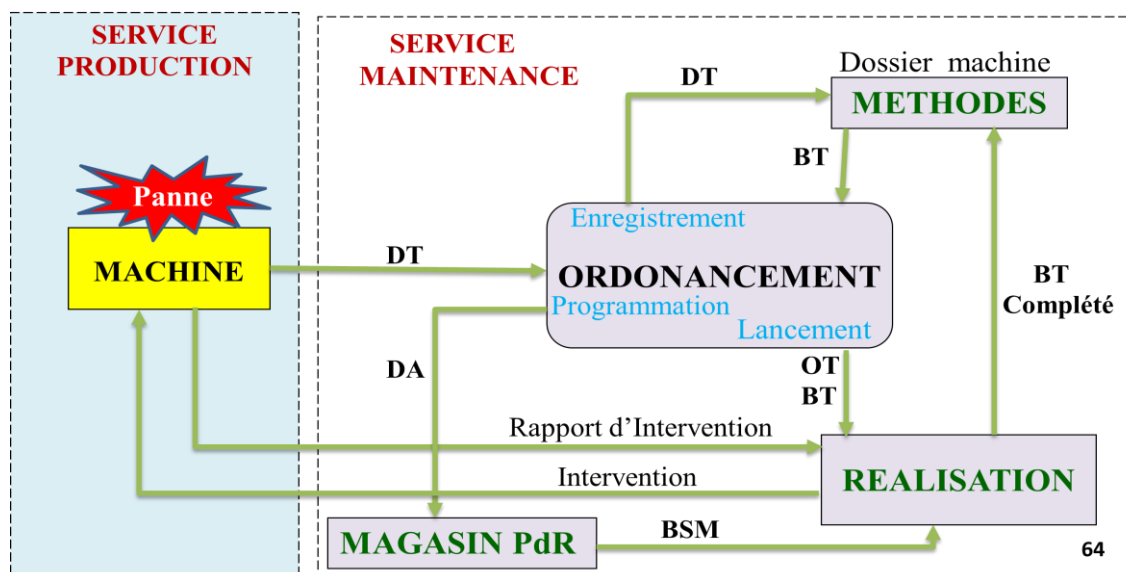 SERVICE
PRODUCTION
SERVICE
MAINTENANCE
Dossier machine
METHODES
DT
BT
Panne
MACHINE
DT
Enregistrement
ORDONANCEMENT
Programmation
Lancement
BT
Complété
DA
OT
BT
Rapport d’Intervention
Intervention
REALISATION
MAGASIN PdR
BSM
64